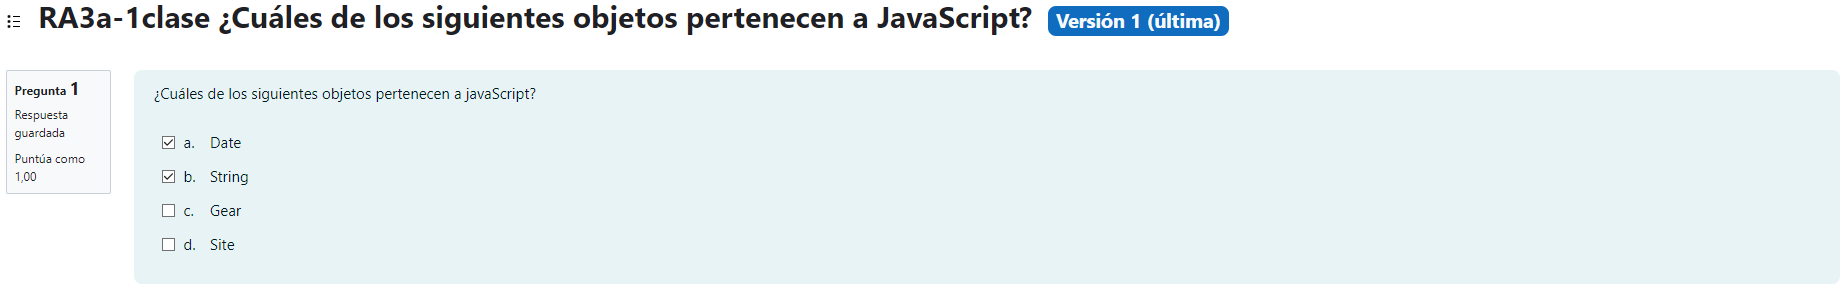 RA3a-1clase ¿Cuáles de los siguientes objetos pertenecen a JavaScript? Versión 1 (última)
Pregunta 1
Respuesta
guardada
Puntúa como
1,00
¿Cuáles de los siguientes objetos pertenecen a javaScript?
a. Date
b. String
c. Gear
d. Site